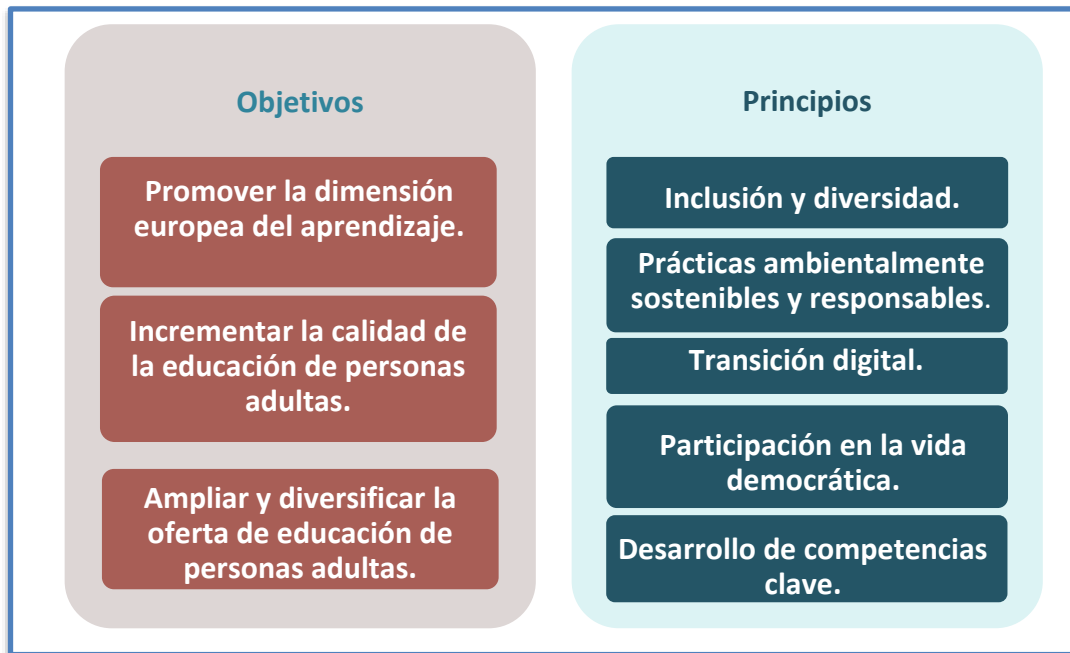 Objetivos
Promover la dimensión
europea del aprendizaje.
Incrementar la calidad de
la educación de personas
adultas.
Ampliar y diversificar la
oferta de educación de
personas adultas.
Principios
Inclusión y diversidad.
Prácticas ambientalmente
sostenibles y responsables.
Transición digital.
Participación en la vida
democrática.
Desarrollo de competencias
clave.